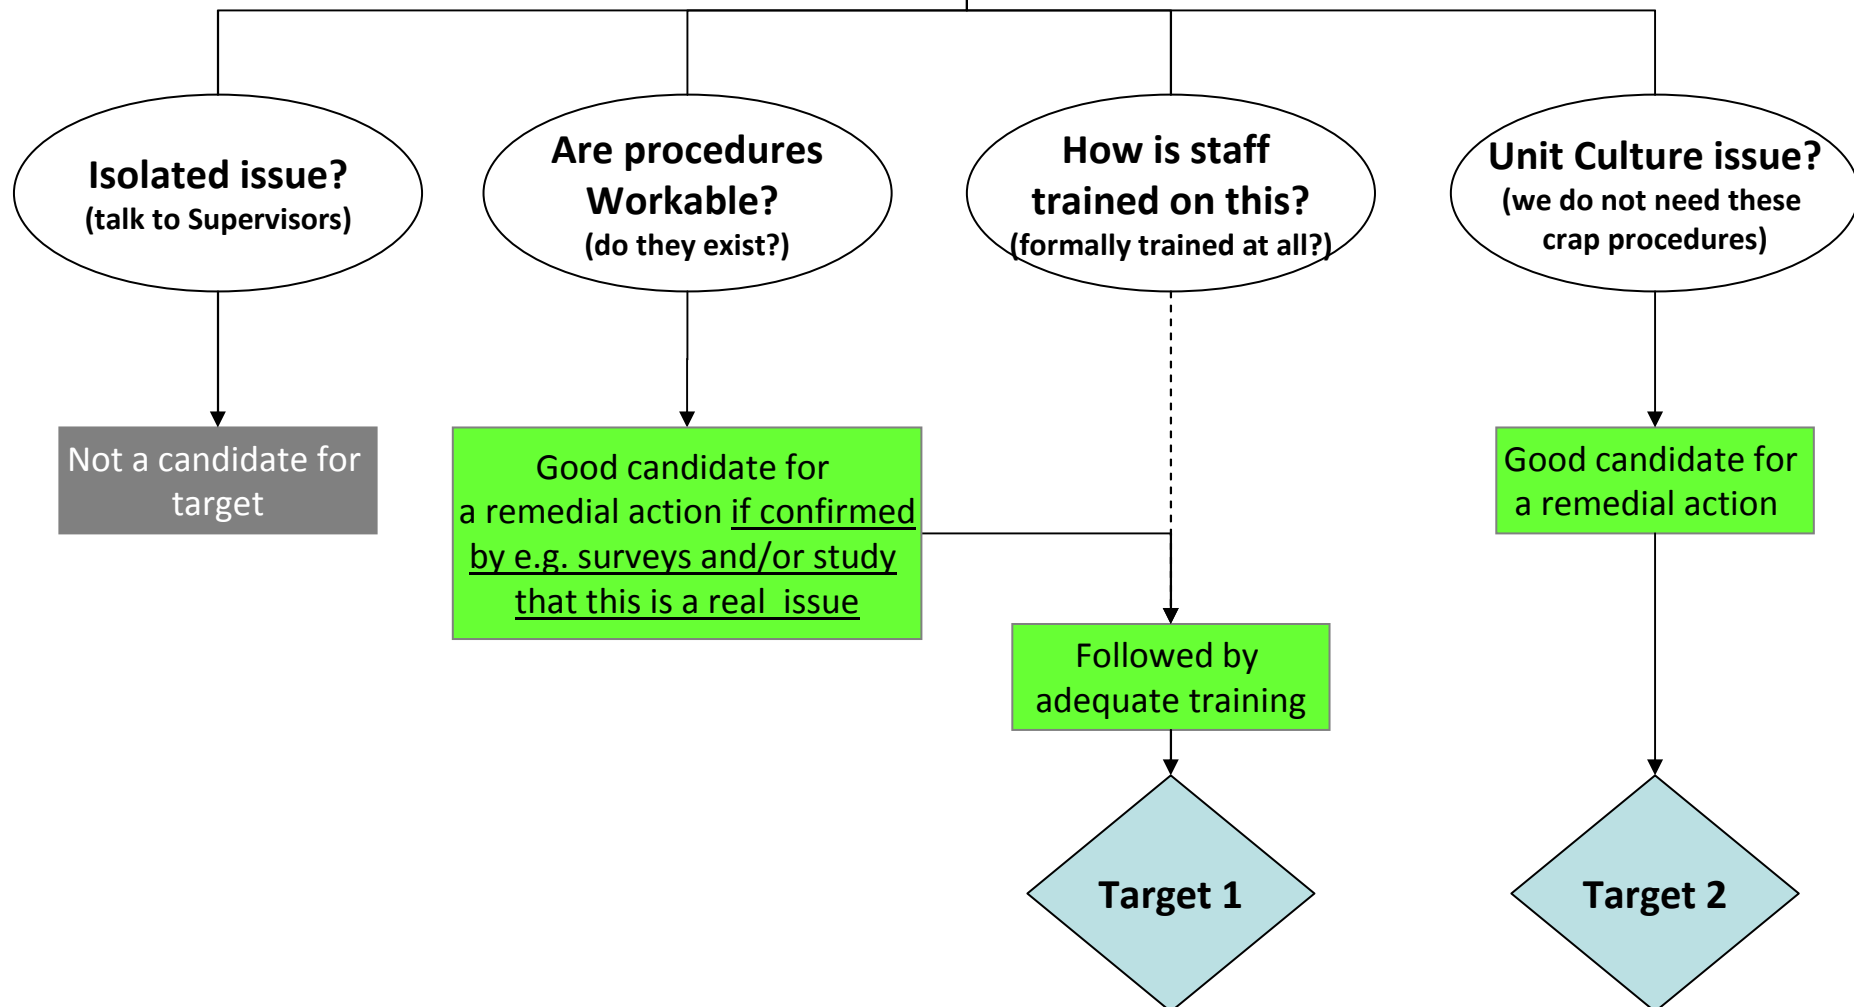 Isolated issue?
(talk to Supervisors)
Are procedures
Workable?
(do they exist?)
How is staff
trained on this?
(formally trained at all?)
Unit Culture issue?
(we do not need these
crap procedures)
Not a candidate for
target
Good candidate for
a remedial action if confirmed
by e.g. surveys and/or study
that this is a real  issue
Good candidate for
a remedial action
Followed by
adequate training
Target 1
Target 2